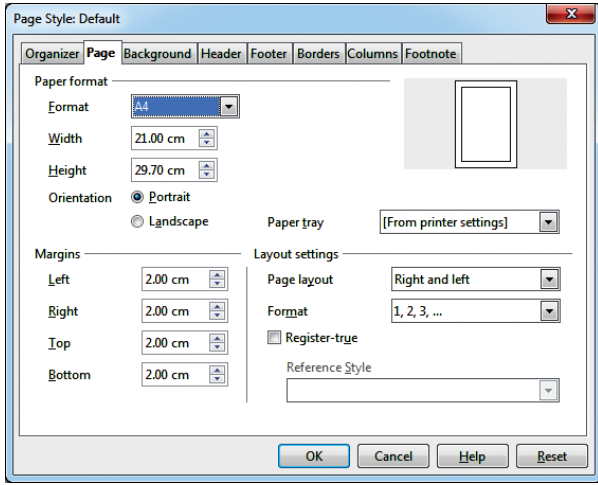 Page Style: Default
Organizer Page Background Header Footer Borders Columns Footnote
Paper format
Format A4
Width 21.00 cm
Height 29.70 cm
Orientation Portrait
Landscape Paper tray [From printer settings]
Margins Layout settings
Left 2.00 cm Page layout Right and left
Right 2.00 cm Format 1, 2, 3, ...
Top 2.00 cm Register-true
Bottom 2.00 cm Reference Style
OK Cancel Help Reset